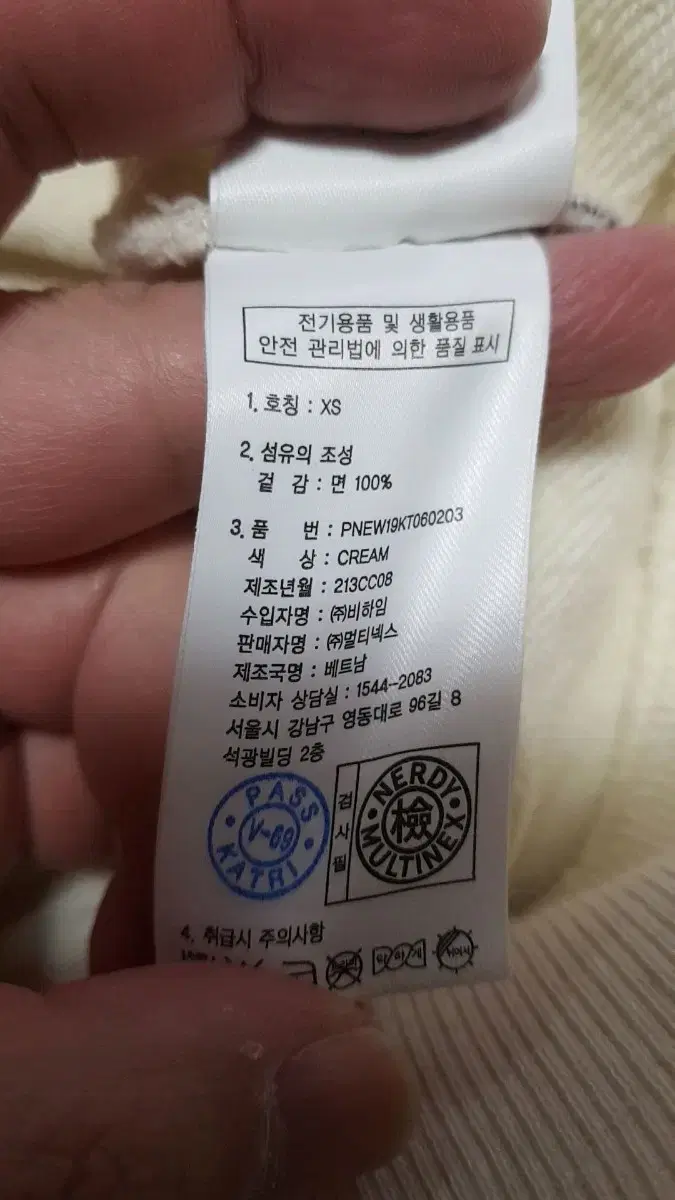 전기용품 및 생활용품
안전 관리법에 의한 품질 표시
1. 호칭 : XS
2. 섬유의 조성
겉 감 : 면 100%
3. 품 번 : PNEW19KT060203
색 상 : CREAM
제조년월 : 213CC08
수입자명 : ㈜비하임
판매자명 : ㈜멀티넥스
제조국명 : 베트남
소비자 상담실 : 1544-2083
서울시 강남구 영동대로 96길 8
석광빌딩 2층
PASS
V-69
KATRI
검사필
NERDY
檢
MULTINEX
4. 취급시 주의사항